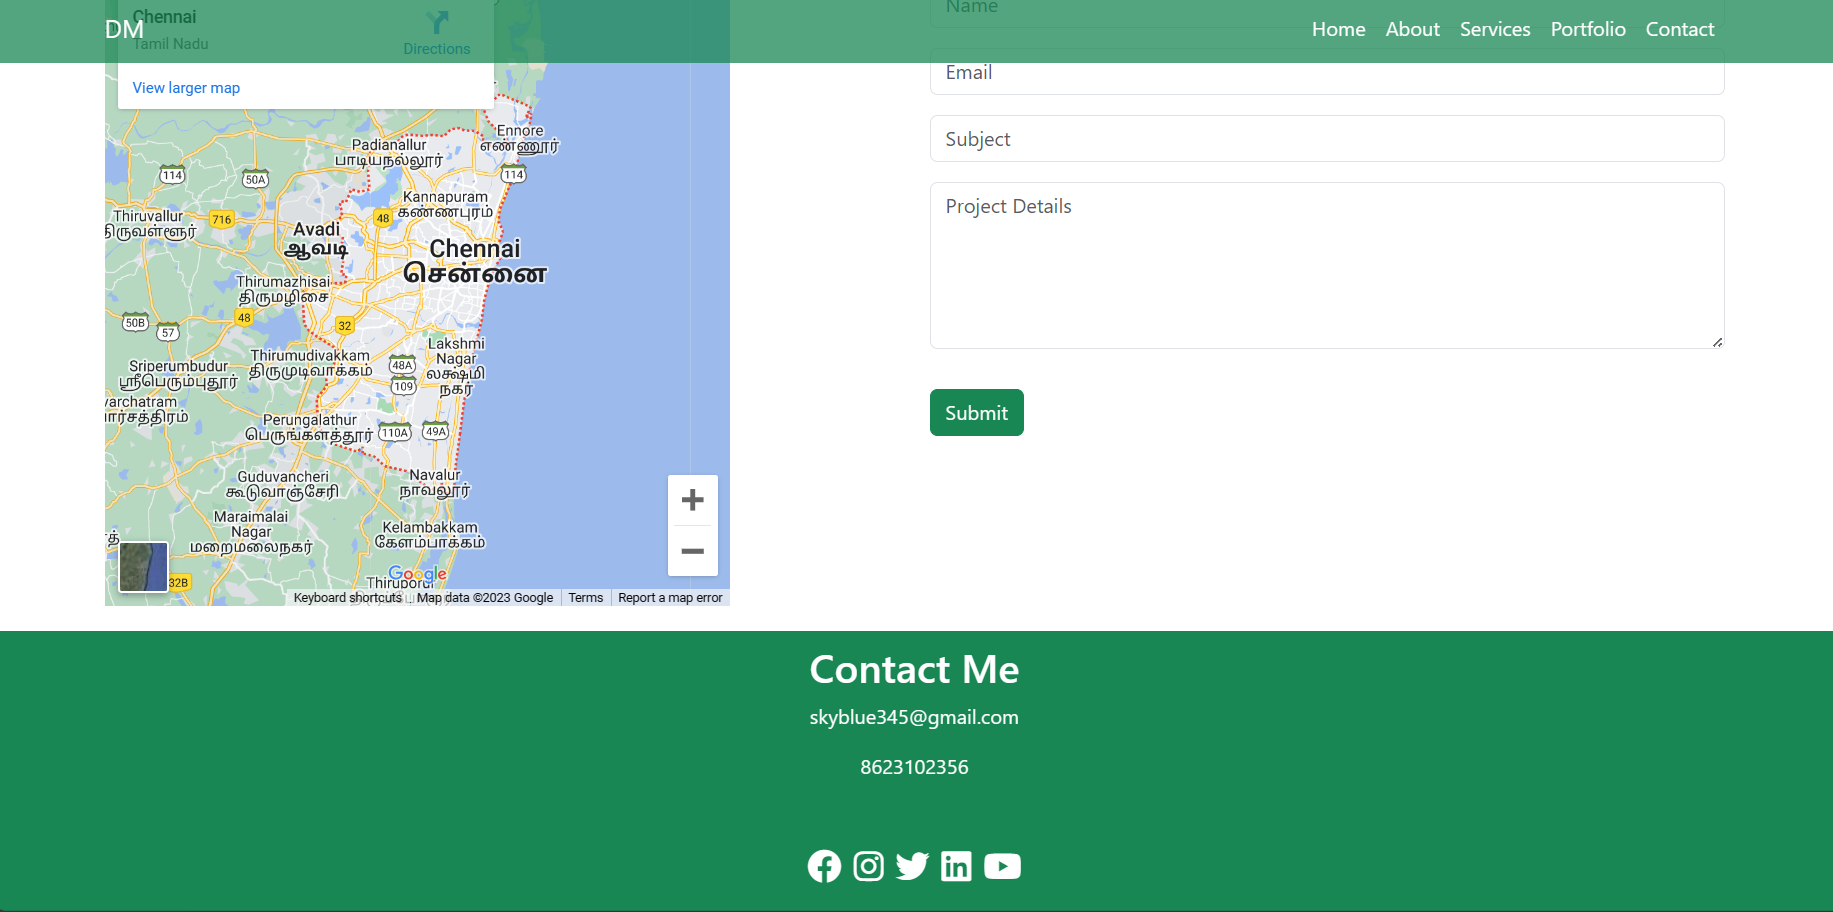 DM
Home
About
Services
Portfolio
Contact
Chennai
Tamil Nadu
Directions
View larger map
Ennore
எண்ணூர்
Padianallur
பாடியநல்லூர்
114
50A
114
Kannapuram
கண்ணபுரம்
Thiruvallur
திருவள்ளூர்
716
48
Avadi
ஆவடி
Chennai
சென்னை
Thirumazhisai
திருமழிசை
50B
57
48
32
Lakshmi
Nagar
லக்ஷ்மி
நகர்
Thirumudivakkam
திருமுடிவாக்கம்
48A
109
Sriperumbudur
ஸ்ரீபெரும்புதூர்
varchatram
ார்சத்திரம்
Perungalathur
பெருங்களத்தூர்
110A
49A
Navalur
நாவலூர்
Guduvancheri
கூடுவாஞ்சேரி
Maraimalai
Nagar
மறைமலைநகர்
Kelambakkam
கேளம்பாக்கம்
32B
Google
Thiruporur
Keyboard shortcuts
Map data ©2023 Google
Terms
Report a map error
Name
Email
Subject
Project Details
Submit
Contact Me
skyblue345@gmail.com
8623102356